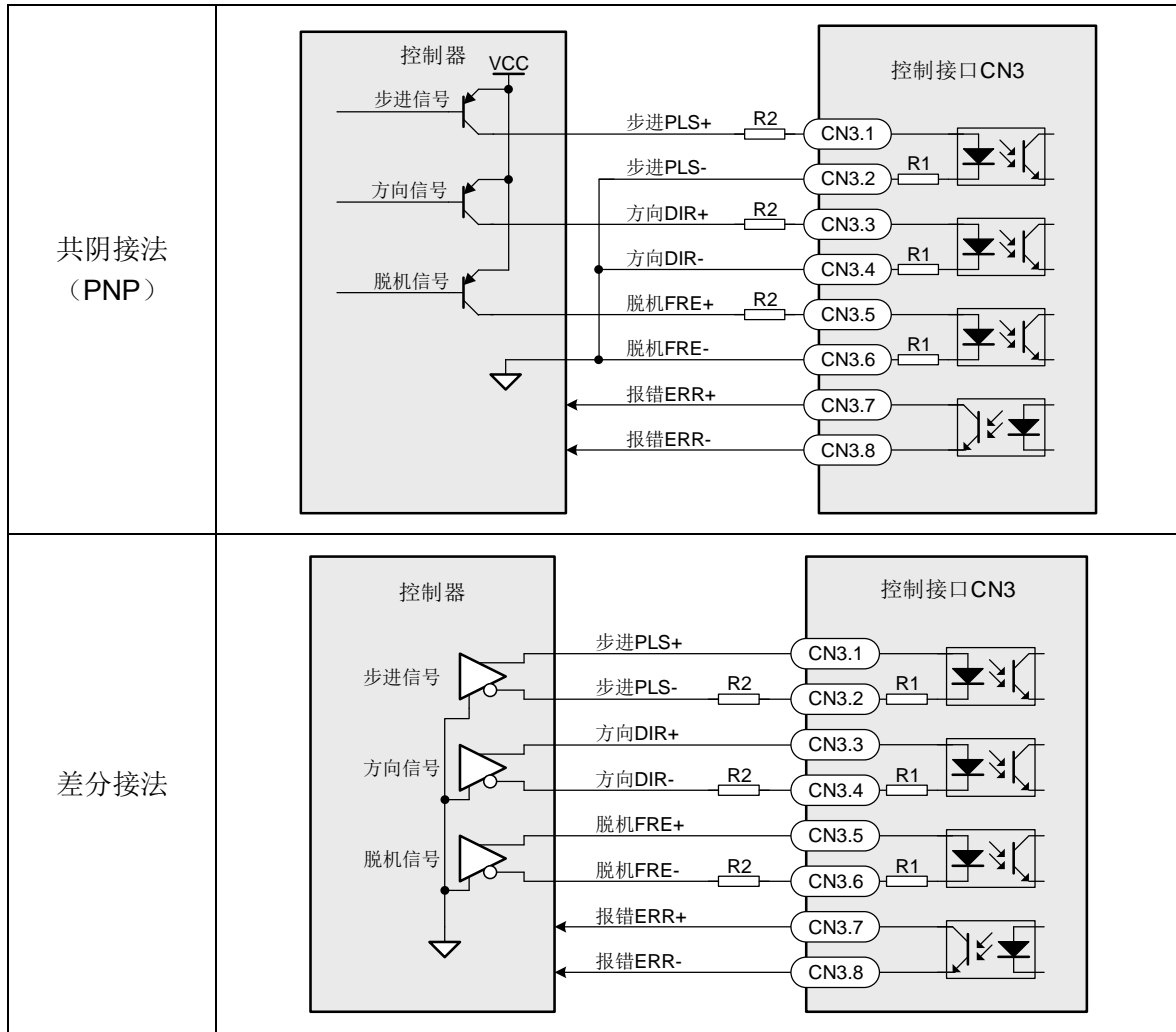 共阴接法
（PNP）
控制器
VCC
步进信号
方向信号
脱机信号
步进PLS+
R2
步进PLS-
方向DIR+
R2
方向DIR-
脱机FRE+
R2
脱机FRE-
报错ERR+
报错ERR-
控制接口CN3
CN3.1
CN3.2
R1
CN3.3
CN3.4
R1
CN3.5
CN3.6
R1
CN3.7
CN3.8
差分接法
控制器
步进信号
方向信号
脱机信号
步进PLS+
步进PLS-
R2
方向DIR+
方向DIR-
R2
脱机FRE+
脱机FRE-
R2
报错ERR+
报错ERR-
控制接口CN3
CN3.1
CN3.2
R1
CN3.3
CN3.4
R1
CN3.5
CN3.6
R1
CN3.7
CN3.8